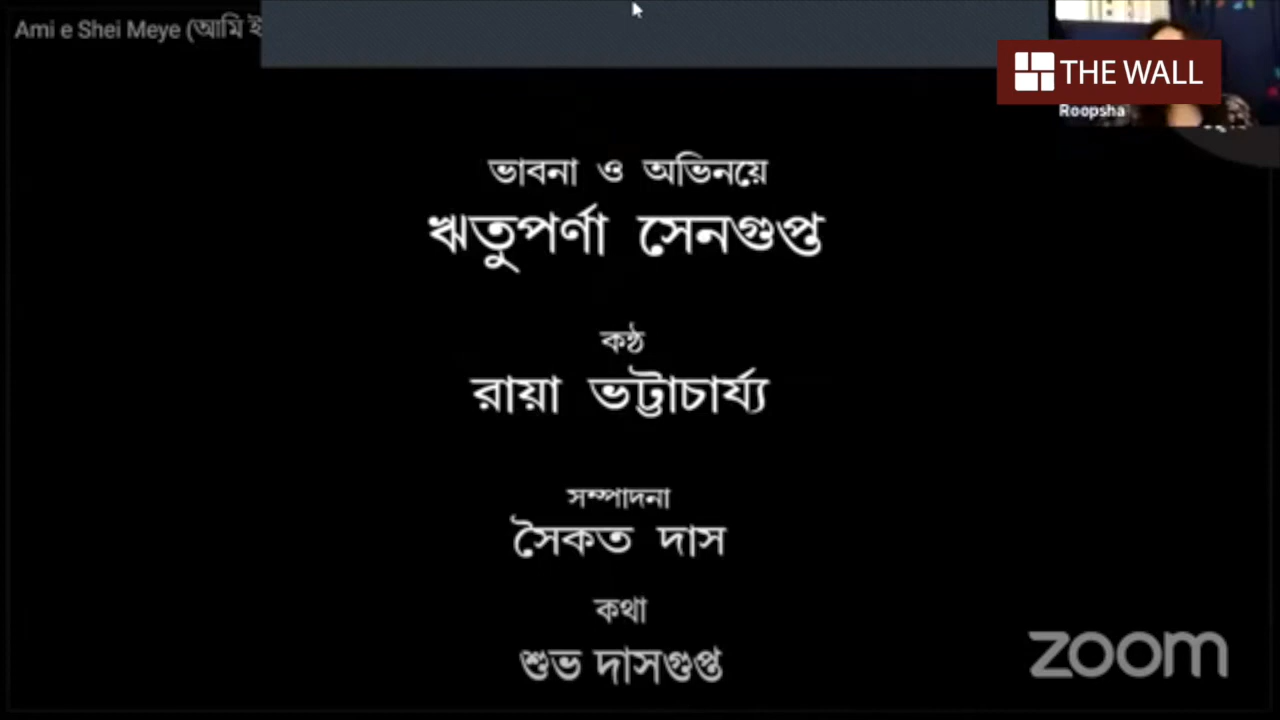 Ami e Shei Meye (আমি ই
THE WALL
Roopsha
ভাবনা ও অভিনয়ে
ঋতুপর্ণা সেনগুপ্ত
কন্ঠ
রায়া ভট্টাচার্য্য
সম্পাদনা
সৈকত দাস
কথা
শুভ দাসগুপ্ত
zoom